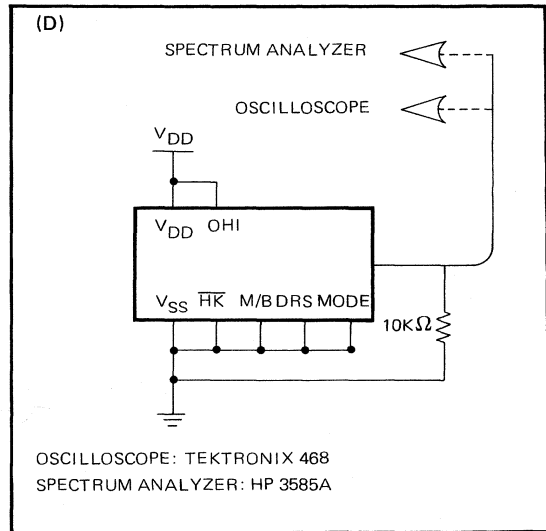 (D)
SPECTRUM ANALYZER
OSCILLOSCOPE
VDD
VDD OHI
VSS HK M/B DRS MODE
10KΩ
OSCILLOSCOPE: TEKTRONIX 468
SPECTRUM ANALYZER: HP 3585A